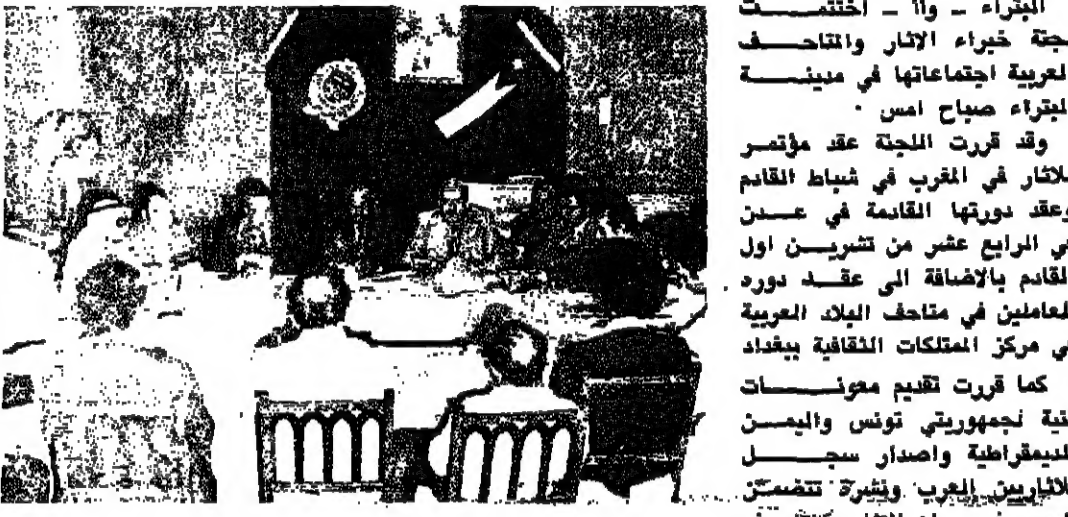 البتراء – وا – اختتمت
لجنة خبراء الاثار والمتاحف
العربية اجتماعاتها في مدينة
البتراء صباح امس ٠
وقد قررت اللجنة عقد مؤتمر
للاثار في المغرب في شباط القادم
وعقد دورتها القادمة في عدن
في الرابع عشر من تشرين اول
القادم بالاضافة الى عقد دورة
للعاملين في متاحف البلاد العربية
في مركز الممتلكات الثقافية ببغداد
كما قررت تقديم معونات
فنية لجمهوريتي تونس واليمن
الديمقراطية واصدار سجل
للاثاريين العرب ونشرة تتضمن